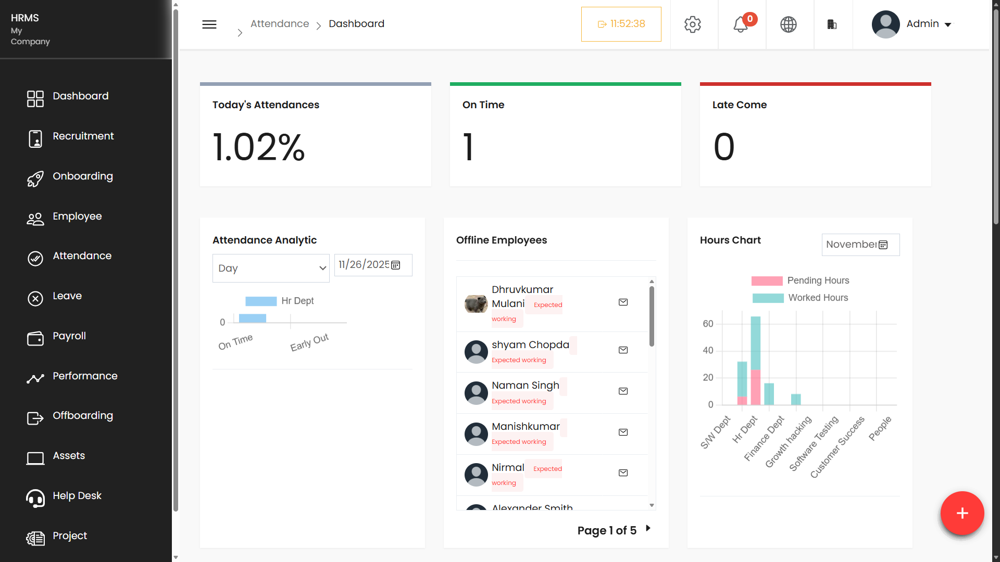 HRMS
My
Company
Dashboard
Recruitment
Onboarding
Employee
Attendance
Leave
Payroll
Performance
Offboarding
Assets
Help Desk
Project
Attendance
Dashboard
11:52:38
0
Admin
Today's Attendances
1.02%
On Time
1
Late Come
0
Attendance Analytic
Day
11/26/2025
Hr Dept
0
On Time
Early Out
Offline Employees
Dhruvkumar
Mulani Expected
working
shyam Chopda
Expected working
Naman Singh
Expected working
Manishkumar
Expected working
Nirmal Expected
working
Alexander Smith
Page 1 of 5
Hours Chart
November
Pending Hours
Worked Hours
60
40
20
0
S/W Dept
Hr Dept
Finance Dept
Growth hacking
Software Testing
Customer Success
People
+